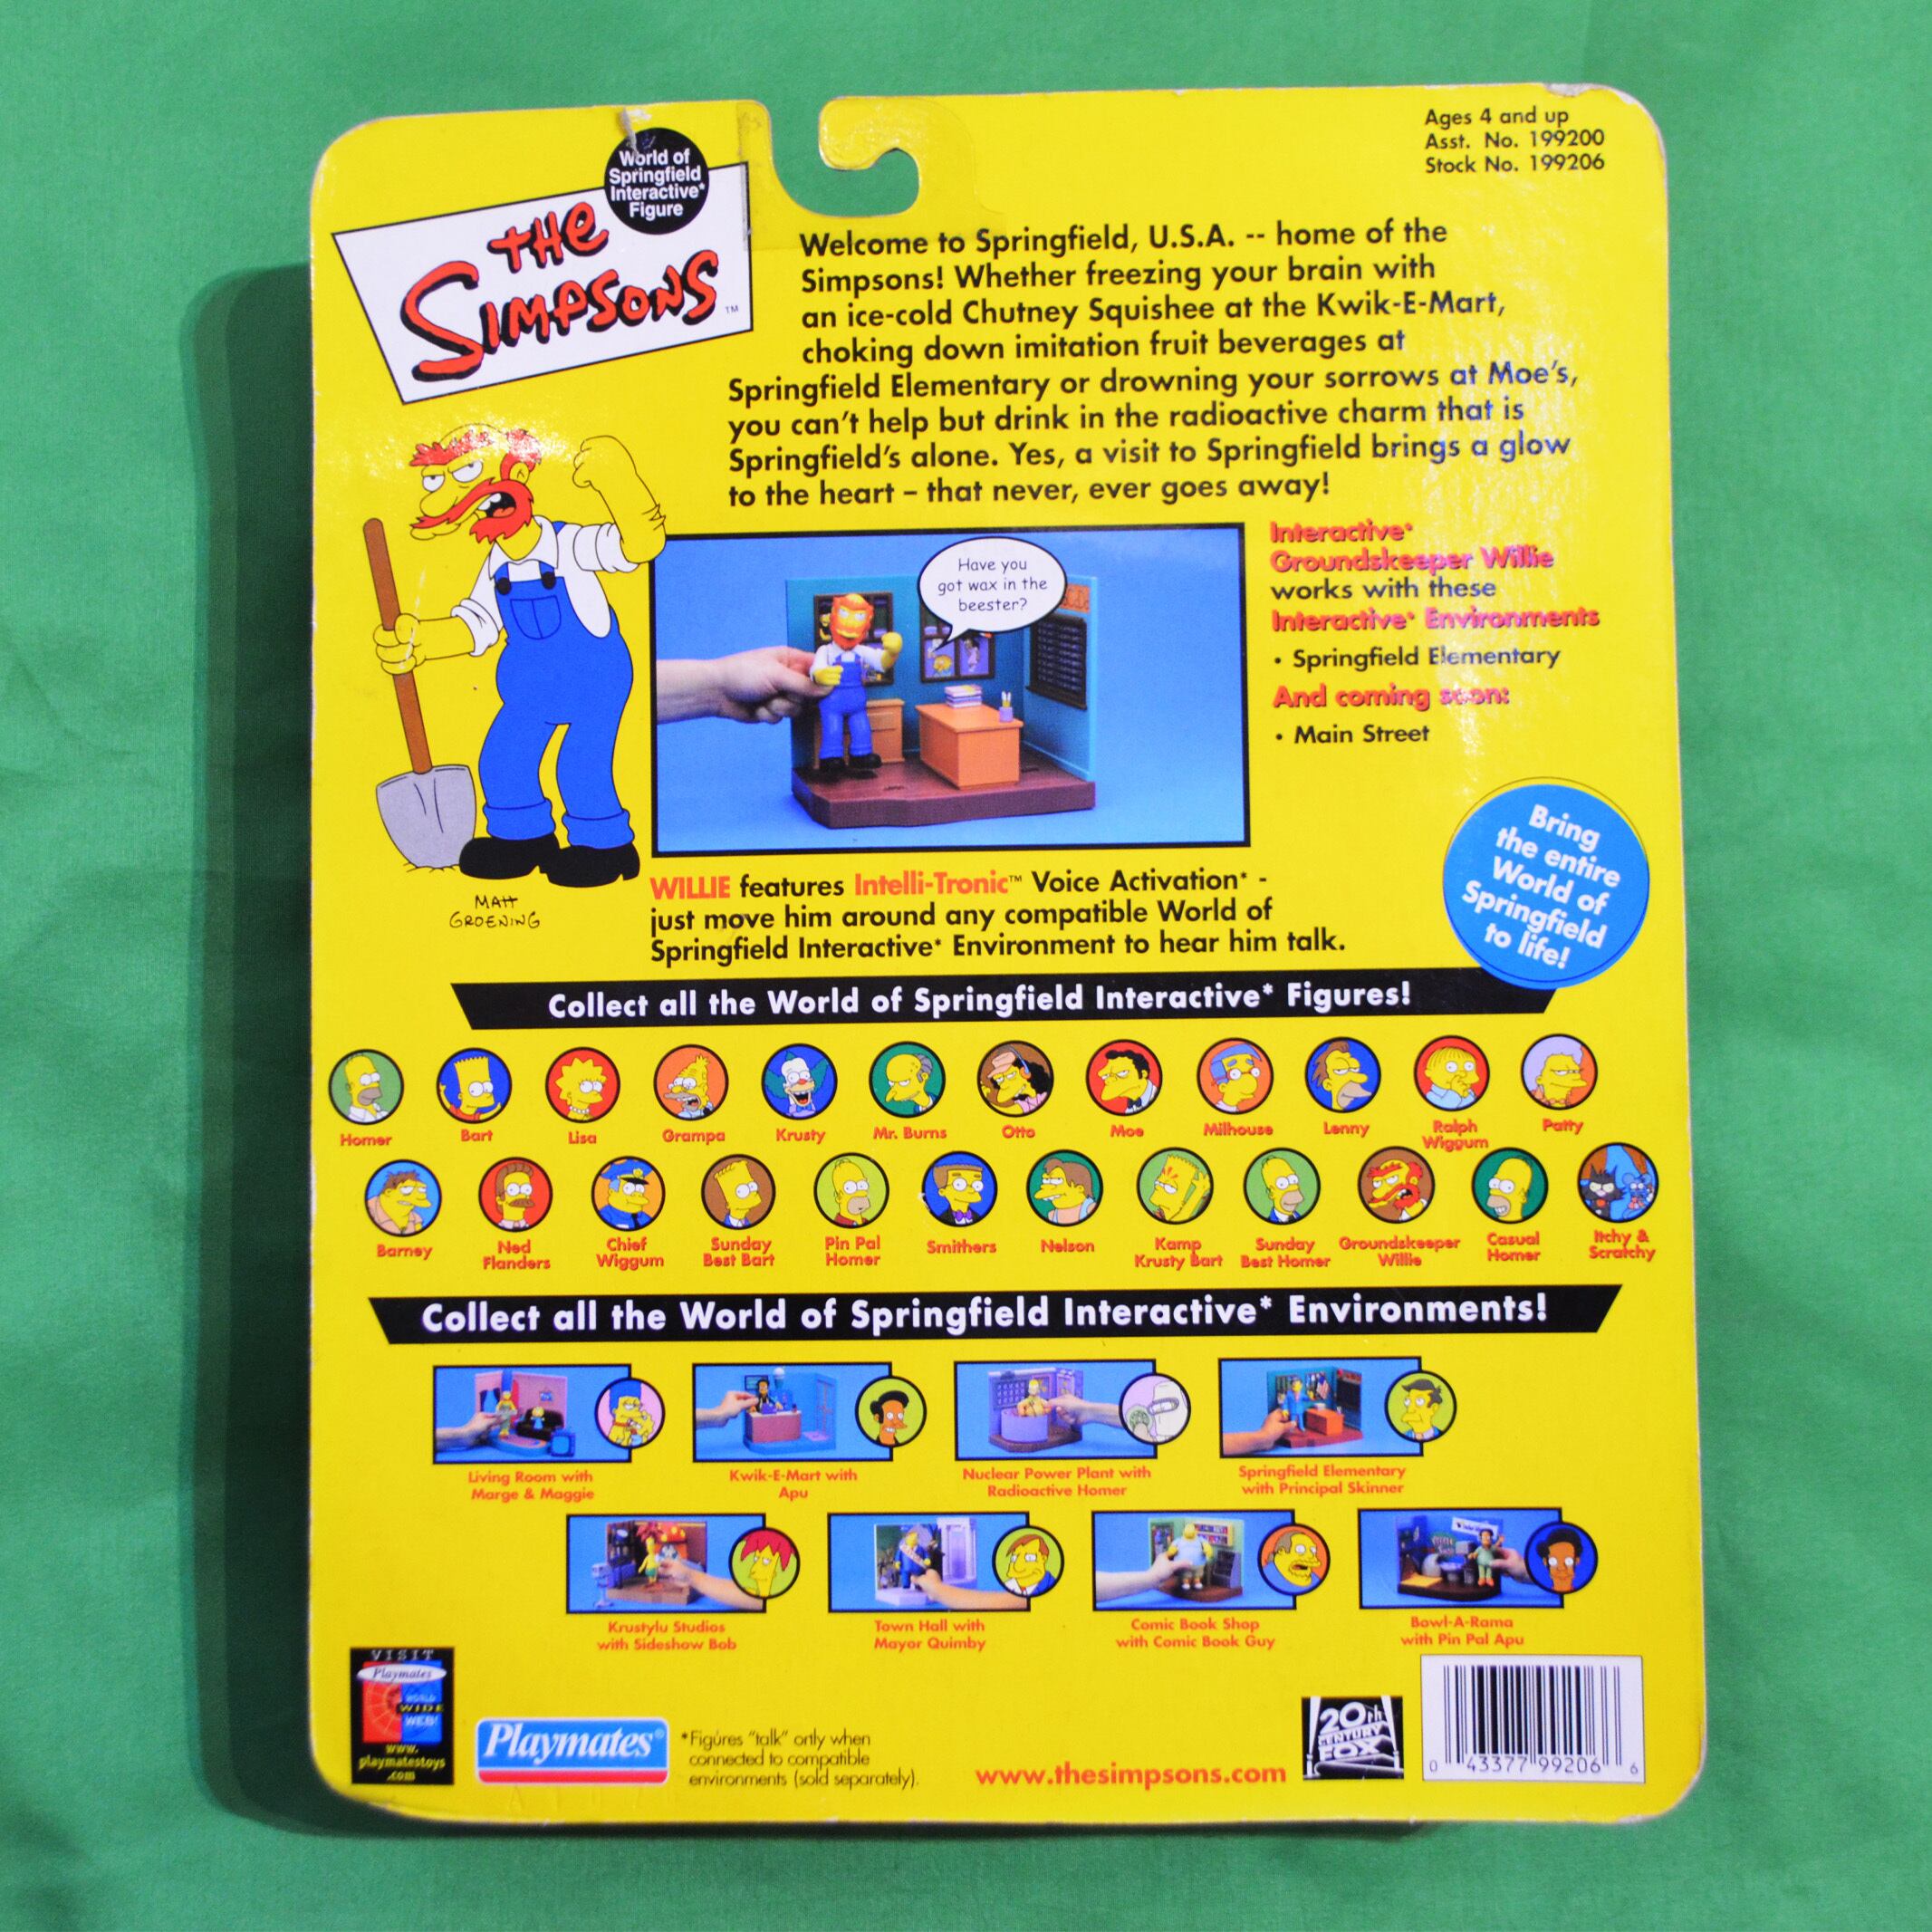 World of
Springfield
Interactive*
Figure
THE
SIMPSONS
TM
Ages 4 and up
Asst. No. 199200
Stock No. 199206
Welcome to Springfield, U.S.A. -- home of the
Simpsons! Whether freezing your brain with
an ice-cold Chutney Squishee at the Kwik-E-Mart,
choking down imitation fruit beverages at
Springfield Elementary or drowning your sorrows at Moe's,
you can't help but drink in the radioactive charm that is
Springfield's alone. Yes, a visit to Springfield brings a glow
to the heart – that never, ever goes away!
Have you
got wax in the
beester?
Interactive*
Groundskeeper Willie
works with these
Interactive* Environments
• Springfield Elementary
And coming soon:
• Main Street
Bring
the entire
World of
Springfield
to life!
MATT
GROENING
WILLIE features Intelli-Tronic™ Voice Activation* -
just move him around any compatible World of
Springfield Interactive* Environment to hear him talk.
Collect all the World of Springfield Interactive* Figures!
Homer Bart Lisa Grampa Krusty Mr. Burns Otto Moe Milhouse Lenny Ralph Wiggum Patty
Barney Ned Flanders Chief Wiggum Sunday Best Bart Pin Pal Homer Smithers Nelson Kamp Krusty Bart Sunday Best Homer Groundskeeper Willie Casual Homer Itchy & Scratchy
Collect all the World of Springfield Interactive* Environments!
Living Room with
Marge & Maggie
Kwik-E-Mart with
Apu
Nuclear Power Plant with
Radioactive Homer
Springfield Elementary
with Principal Skinner
Krustylu Studios
with Sideshow Bob
Town Hall with
Mayor Quimby
Comic Book Shop
with Comic Book Guy
Bowl-A-Rama
with Pin Pal Apu
VISIT
Playmates
WORLD
WIDE
WEB!
www.
playmatestoys
.com
Playmates®
*Figures "talk" only when
connected to compatible
environments (sold separately).
www.thesimpsons.com
20th
CENTURY
FOX
0 43377 99206 6